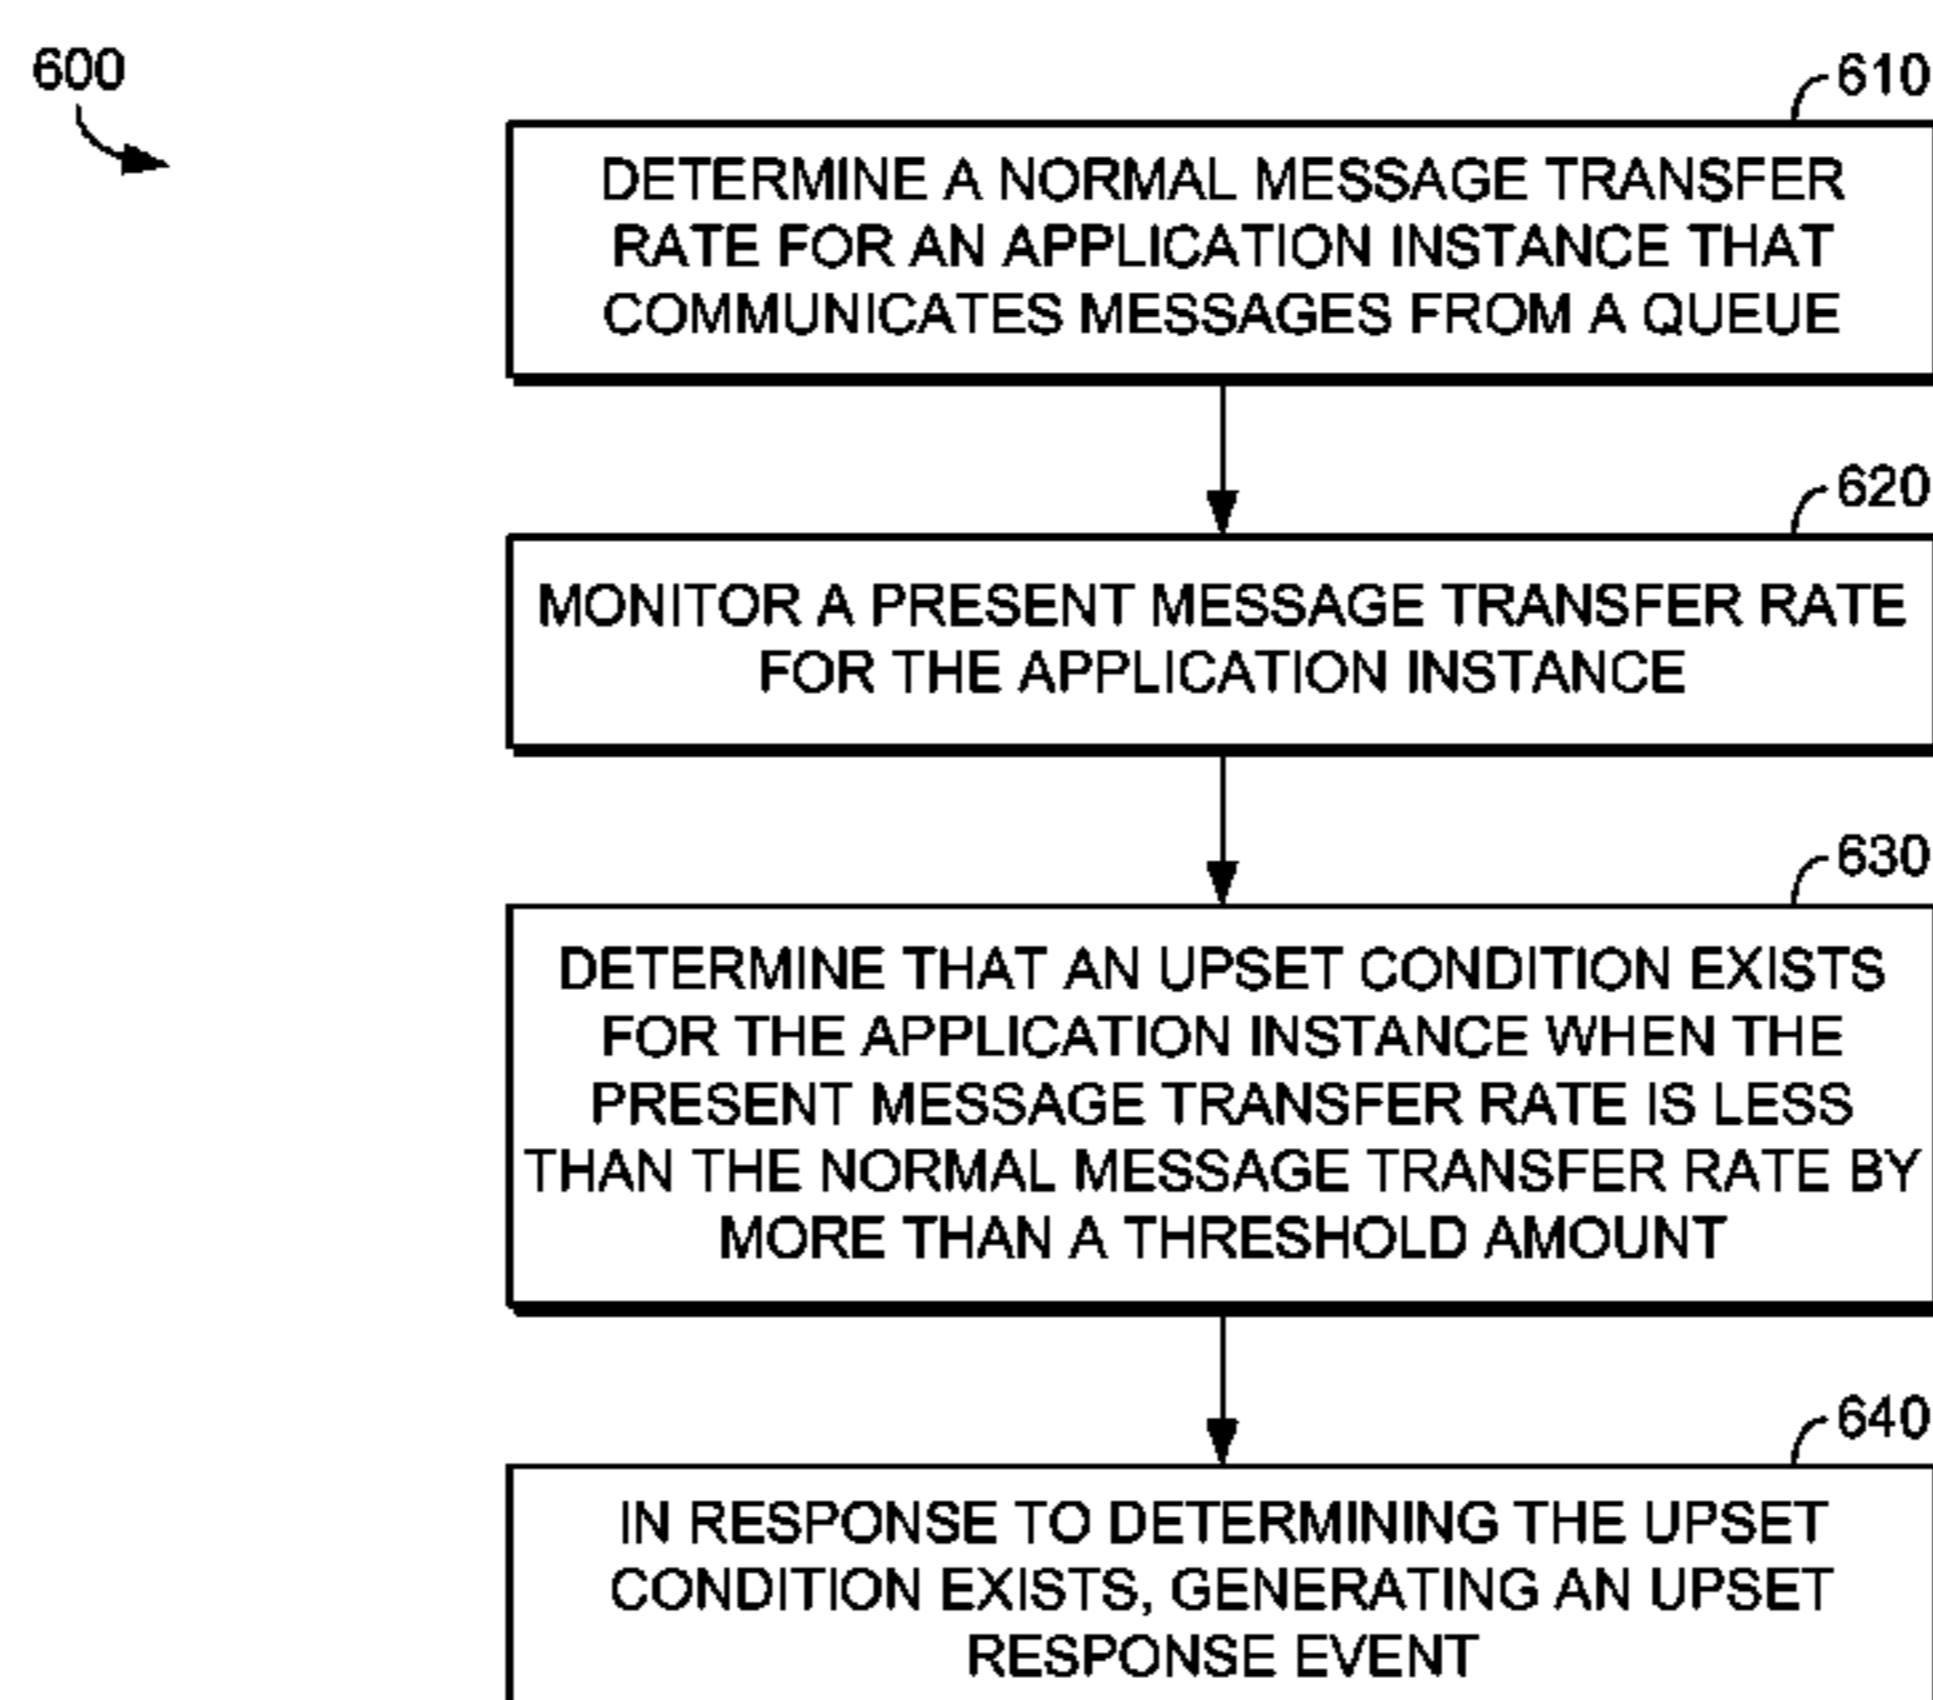 600
610
DETERMINE A NORMAL MESSAGE TRANSFER
RATE FOR AN APPLICATION INSTANCE THAT
COMMUNICATES MESSAGES FROM A QUEUE
620
MONITOR A PRESENT MESSAGE TRANSFER RATE
FOR THE APPLICATION INSTANCE
630
DETERMINE THAT AN UPSET CONDITION EXISTS
FOR THE APPLICATION INSTANCE WHEN THE
PRESENT MESSAGE TRANSFER RATE IS LESS
THAN THE NORMAL MESSAGE TRANSFER RATE BY
MORE THAN A THRESHOLD AMOUNT
640
IN RESPONSE TO DETERMINING THE UPSET
CONDITION EXISTS, GENERATING AN UPSET
RESPONSE EVENT